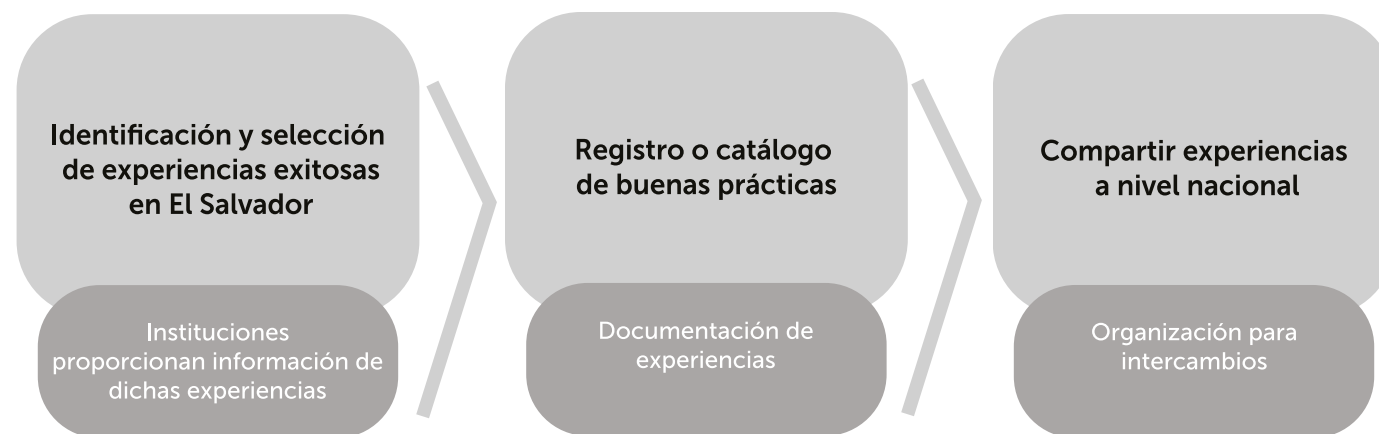 Identificación y selección
de experiencias exitosas
en El Salvador
Instituciones
proporcionan información de
dichas experiencias
Registro o catálogo
de buenas prácticas
Documentación de
experiencias
Compartir experiencias
a nivel nacional
Organización para
intercambios